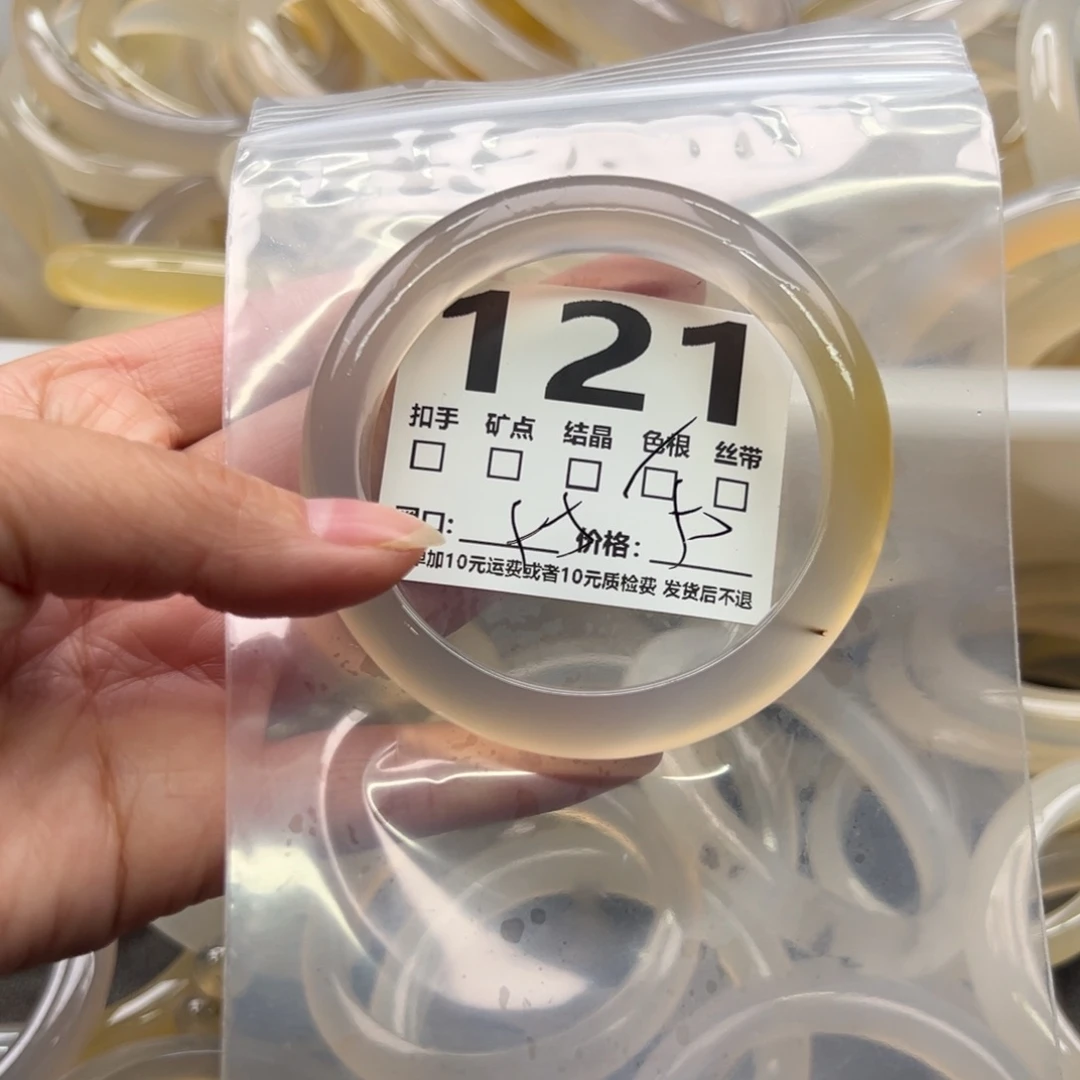 121
扣手 矿点 结晶 色根 丝带
口: 价格:
加10元运费或者10元质检费 发货后不退